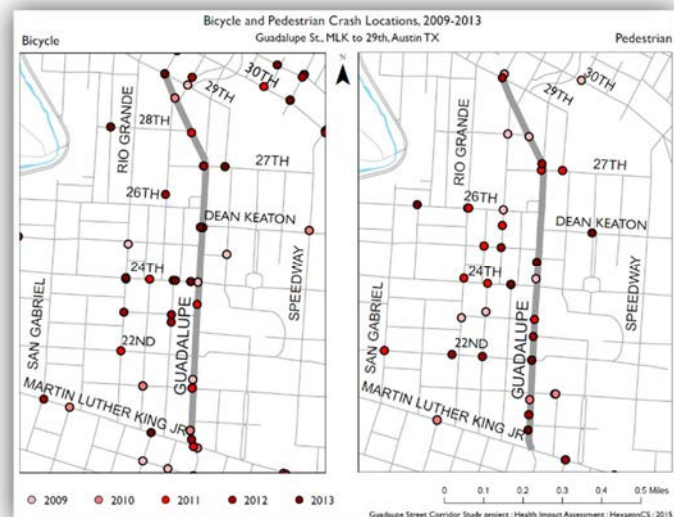 Bicycle and Pedestrian Crash Locations, 2009-2013
Guadalupe St., MLK to 29th, Austin TX
Bicycle
Pedestrian
N
30TH
29TH
28TH
RIO GRANDE
27TH
26TH
DEAN KEATON
24TH
SPEEDWAY
SAN GABRIEL
GUADALUPE
22ND
MARTIN LUTHER KING JR
30TH
29TH
RIO GRANDE
27TH
26TH
DEAN KEATON
24TH
SPEEDWAY
SAN GABRIEL
GUADALUPE
22ND
MARTIN LUTHER KING JR
2009 2010 2011 2012 2013
0 0.1 0.2 0.3 0.4 0.5 Miles
Guadalupe Street Corridor Study project : Health Impact Assessment : HexagonCS : 2015